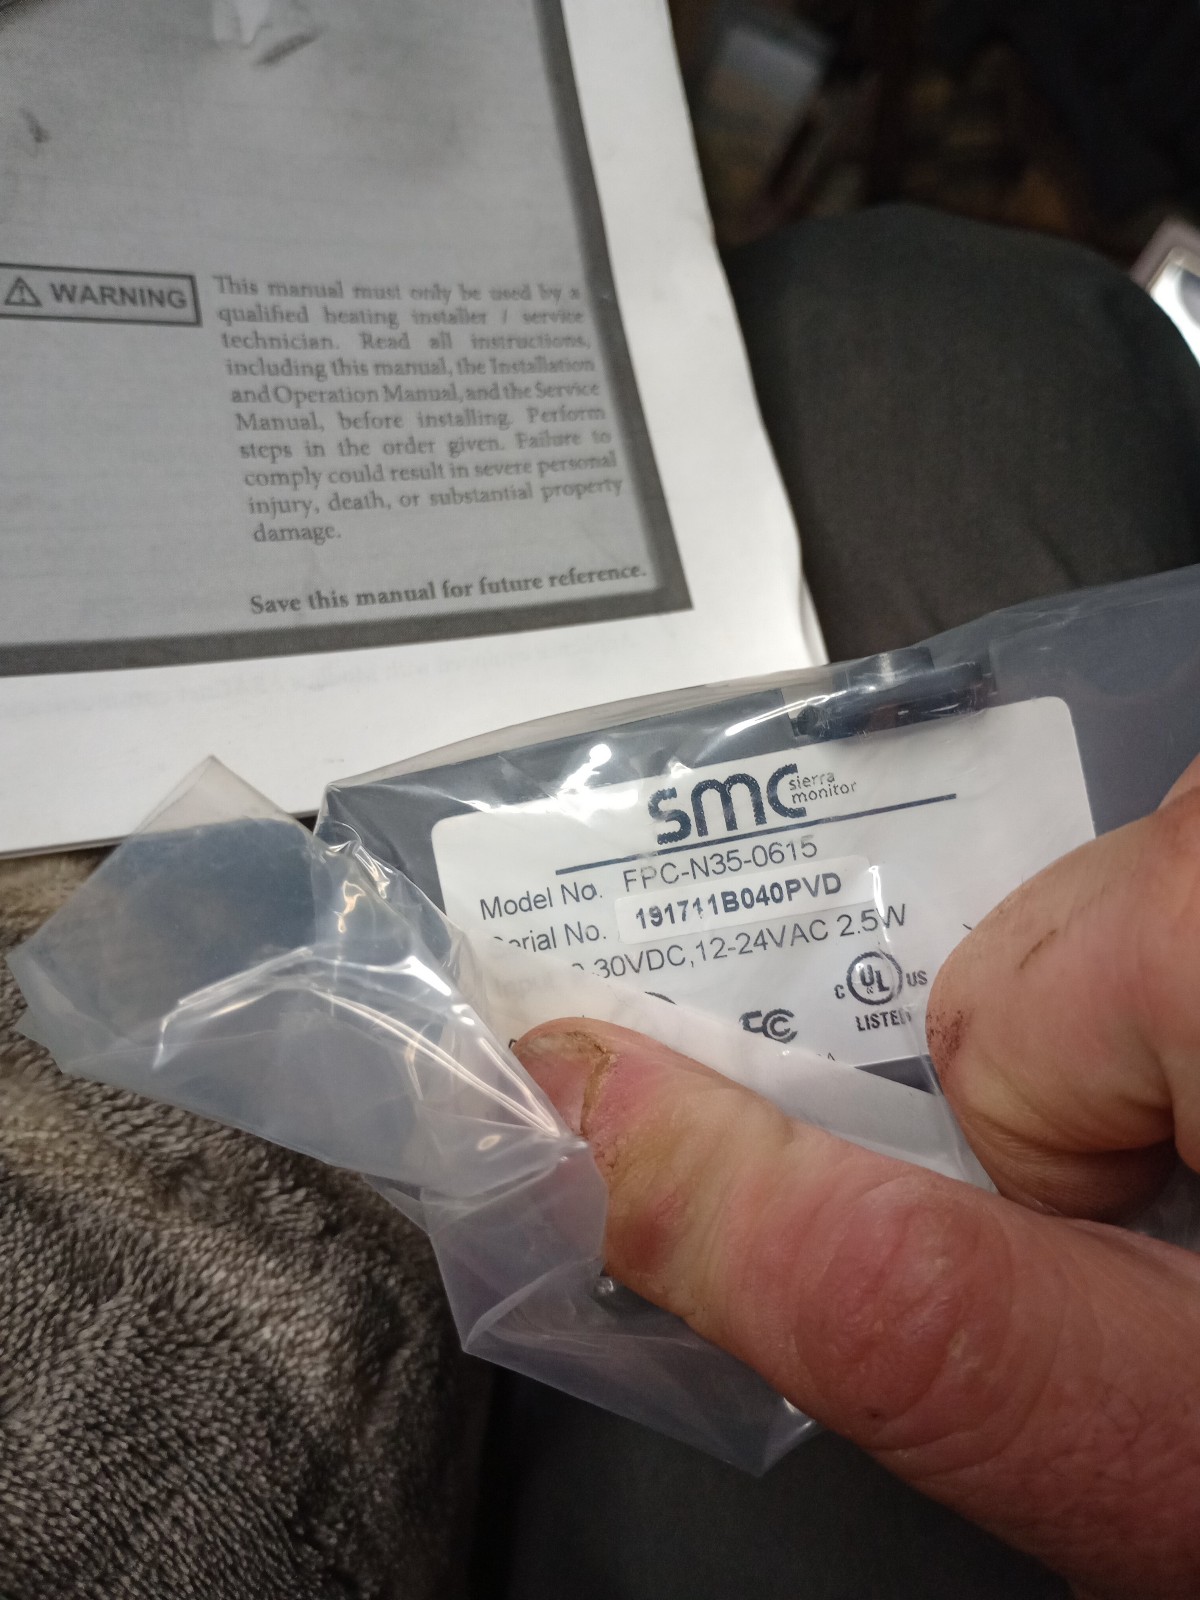 WARNING
This manual must only be used by a
qualified heating installer / service
technician. Read all instructions,
including this manual, the Installation
and Operation Manual, and the Service
Manual, before installing. Perform
steps in the order given. Failure to
comply could result in severe personal
injury, death, or substantial property
damage.
Save this manual for future reference.
smc sierra
monitor
Model No. FPC-N35-0615
Serial No. 191711B040PVD
30VDC,12-24VAC 2.5W
FC
C UL US
LISTED